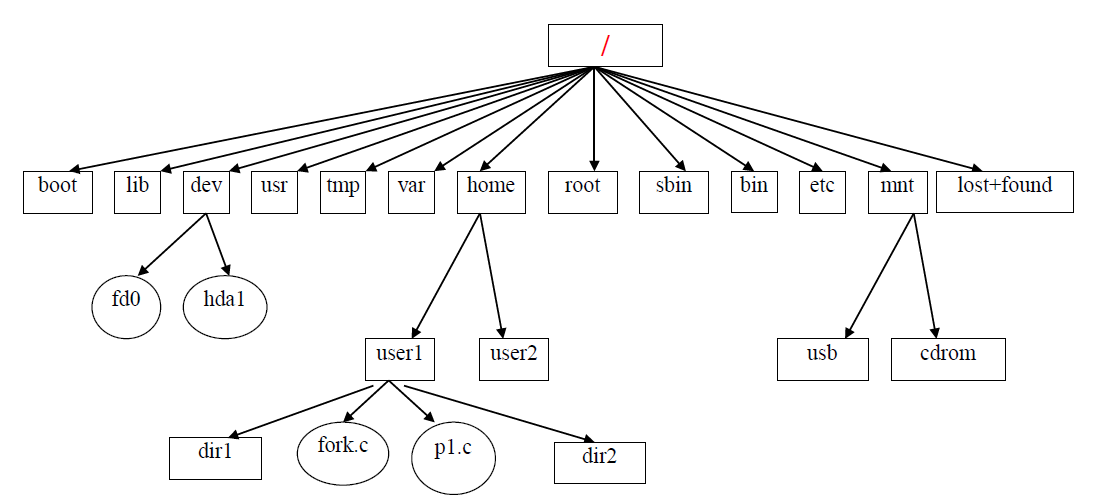 /
boot lib dev usr tmp var home root sbin bin etc mnt lost+found
fd0 hda1
user1 user2 usb cdrom
dir1 fork.c p1.c dir2